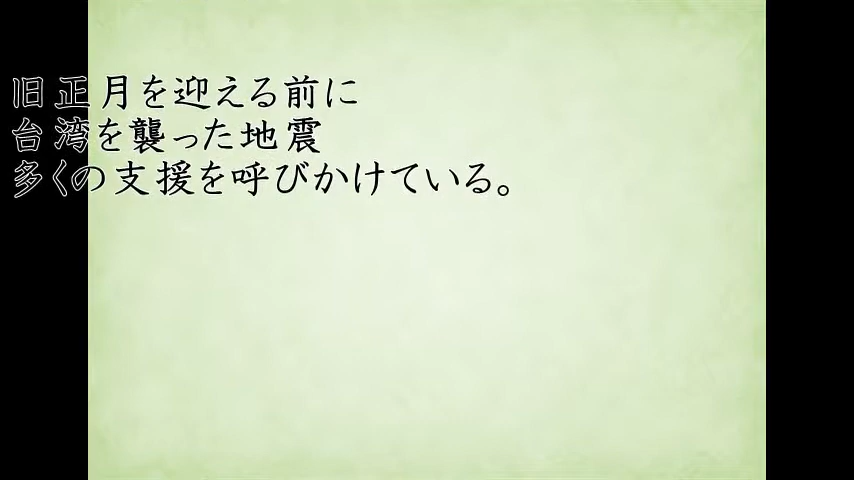 旧正月を迎える前に
台湾を襲った地震
多くの支援を呼びかけている。